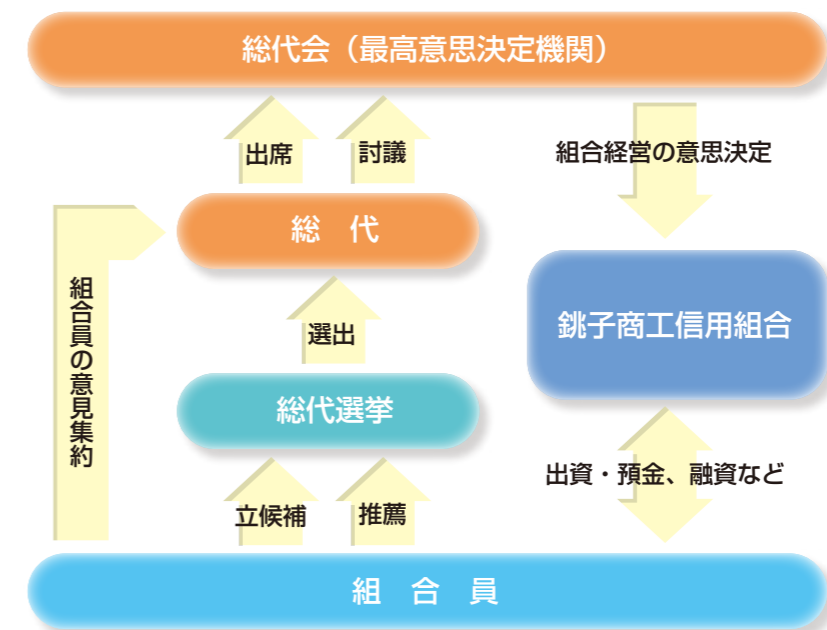 総代会（最高意思決定機関）
出席
討議
組合経営の意思決定
総　代
組合員の意見集約
選出
銚子商工信用組合
総代選挙
出資・預金、融資など
立候補
推薦
組　合　員